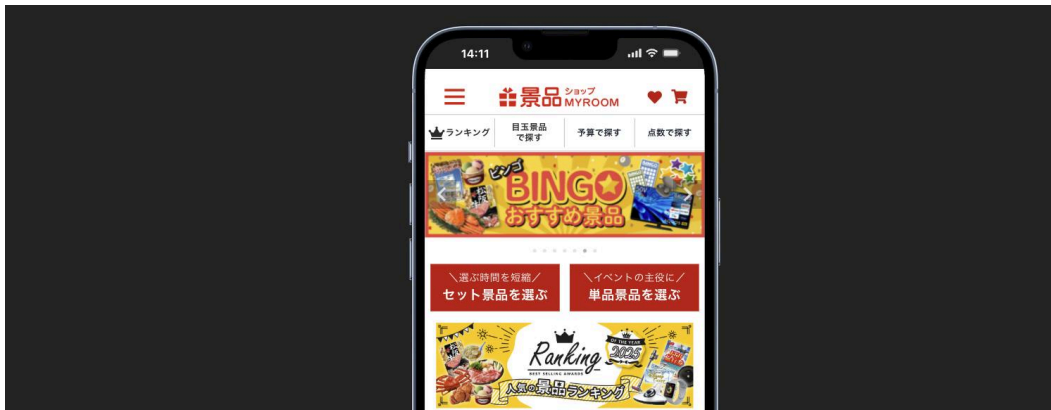 14:11
景品 ショップ MYROOM
ランキング
目玉景品
で探す
予算で探す
点数で探す
ビンゴ
BINGO
おすすめ景品
＼選ぶ時間を短縮／
セット景品を選ぶ
＼イベントの主役に／
単品景品を選ぶ
OF THE YEAR
2025
Ranking
BEST SELLING AWARDS
人気の景品ランキング